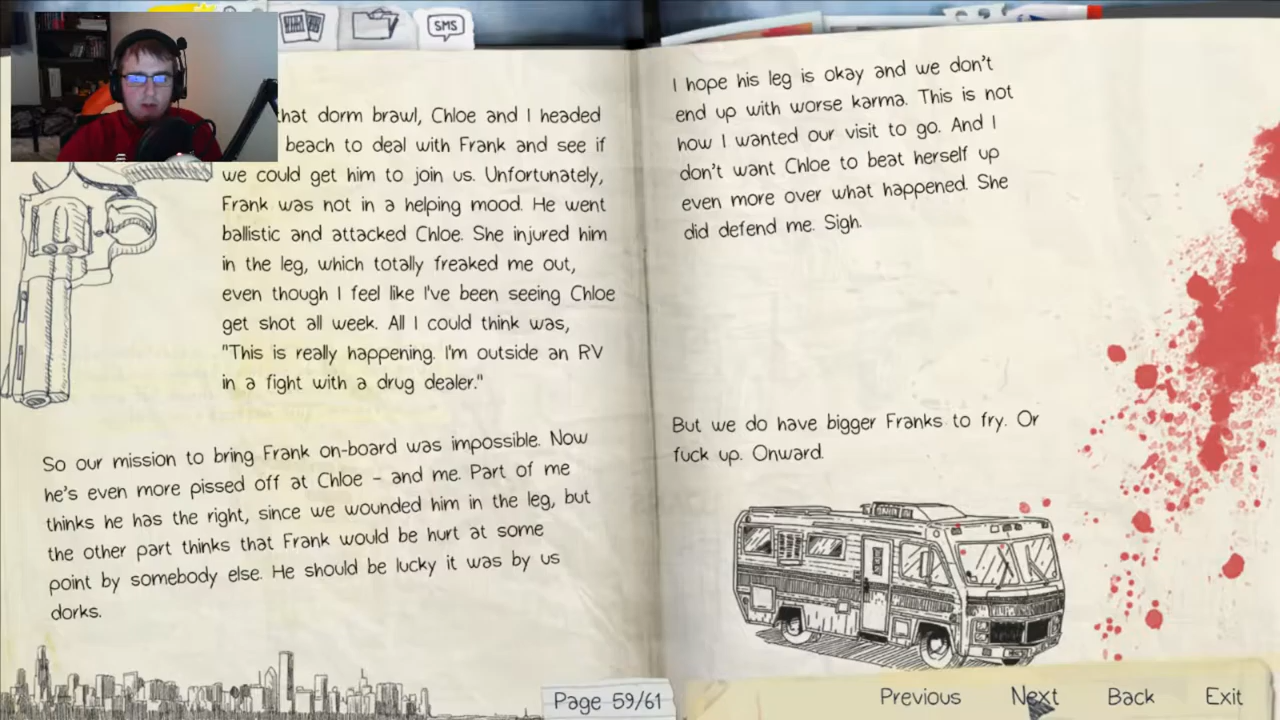 SMS
hat dorm brawl, Chloe and I headed
beach to deal with Frank and see if
we could get him to join us. Unfortunately,
Frank was not in a helping mood. He went
ballistic and attacked Chloe. She injured him
in the leg, which totally freaked me out,
even though I feel like I've been seeing Chloe
get shot all week. All I could think was,
"This is really happening. I'm outside an RV
in a fight with a drug dealer."
So our mission to bring Frank on-board was impossible. Now
he's even more pissed off at Chloe - and me. Part of me
thinks he has the right, since we wounded him in the leg, but
the other part thinks that Frank would be hurt at some
point by somebody else. He should be lucky it was by us
dorks.
I hope his leg is okay and we don't
end up with worse karma. This is not
how I wanted our visit to go. And I
don't want Chloe to beat herself up
even more over what happened. She
did defend me. Sigh.
But we do have bigger Franks to fry. Or
fuck up. Onward.
Page 59/61
Previous
Next
Back
Exit